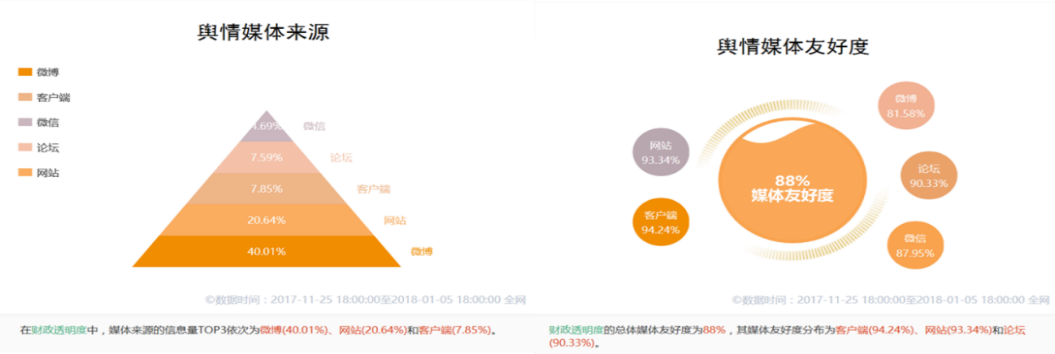 舆情媒体来源
微博
客户端
微信
论坛
网站
4.69% 微信
7.59% 论坛
7.85% 客户端
20.64% 网站
40.01% 微博
©数据时间：2017-11-25 18:00:00至2018-01-05 18:00:00 全网
在财政透明度中，媒体来源的信息量TOP3依次为微博(40.01%)、网站(20.64%)和客户端(7.85%)。
舆情媒体友好度
微博
81.58%
网站
93.34%
论坛
90.33%
88%
媒体友好度
客户端
94.24%
微信
87.95%
©数据时间：2017-11-25 18:00:00至2018-01-05 18:00:00 全网
财政透明度的总体媒体友好度为88%，其媒体友好度分布为客户端(94.24%)、网站(93.34%)和论坛
(90.33%)。